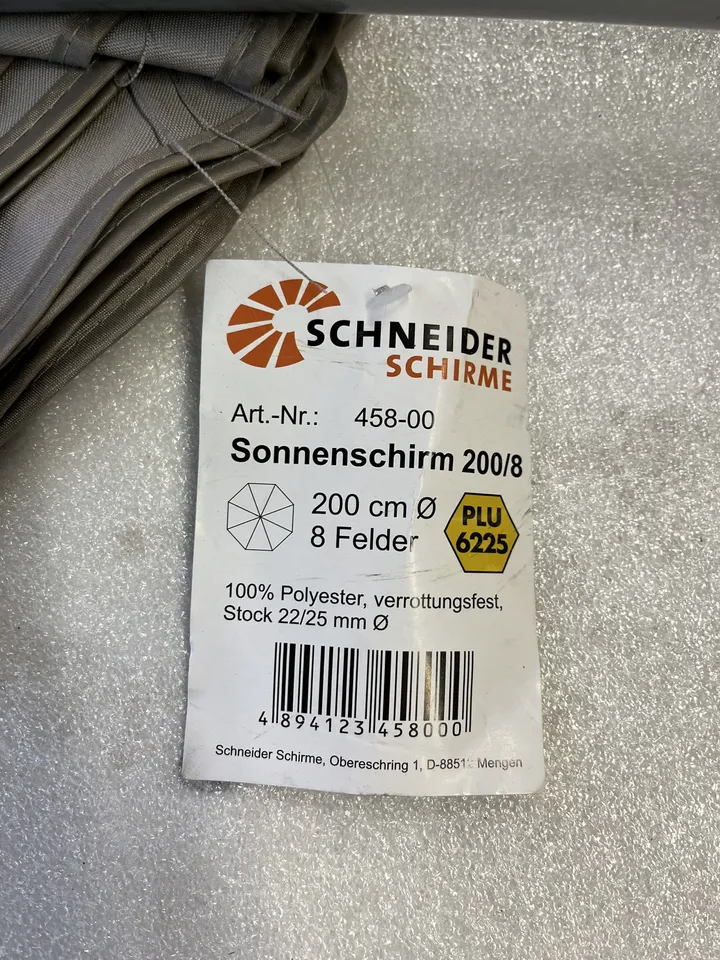 SCHNEIDER
SCHIRME
Art.-Nr.: 458-00
Sonnenschirm 200/8
200 cm Ø
8 Felder
PLU
6225
100% Polyester, verrottungsfest,
Stock 22/25 mm Ø
4 894123 458000
Schneider Schirme, Obereschring 1, Mengen